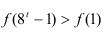 f(8^t − 1) > f(1)